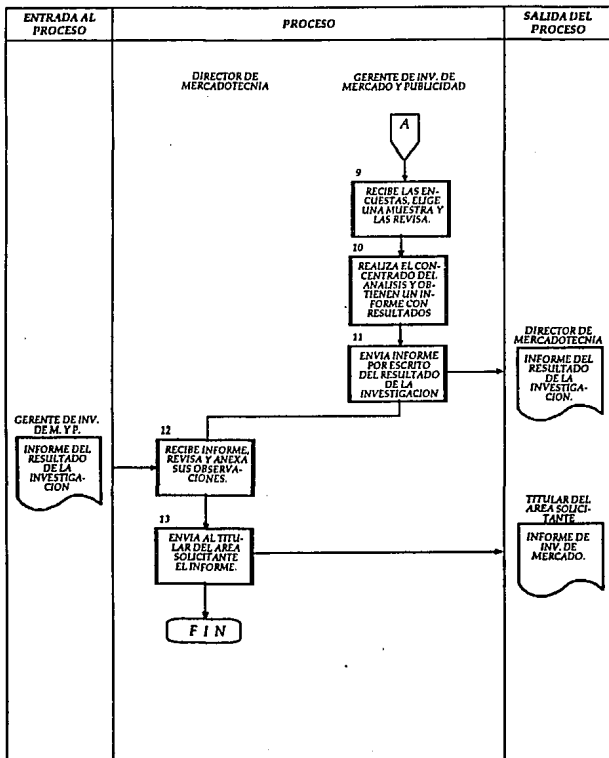 ENTRADA AL
PROCESO
PROCESO
SALIDA DEL
PROCESO
DIRECTOR DE
MERCADOTECNIA
GERENTE DE INV. DE
MERCADO Y PUBLICIDAD
A
9
RECIBE LAS EN-
CUESTAS, ELIGE
UNA MUESTRA Y
LAS REVISA.
10
REALIZA EL CON-
CENTRADO DEL
ANALISIS Y OB-
TIENEN UN IN-
FORME CON
RESULTADOS
11
ENVIA INFORME
POR ESCRITO
DEL RESULTADO
DE LA
INVESTIGACION
DIRECTOR DE
MERCADOTECNIA
INFORME DEL
RESULTADO
DE LA
INVESTIGA-
CION.
GERENTE DE INV.
DE M. Y P.
INFORME DEL
RESULTADO
DE LA
INVESTIGA-
CION
12
RECIBE INFORME,
REVISA Y ANEXA
SUS OBSERVA-
CIONES.
13
ENVIA AL TITU-
LAR DEL AREA
SOLICITANTE
EL INFORME.
TITULAR DEL
AREA SOLICI-
TANTE
INFORME DE
INV. DE
MERCADO.
F I N